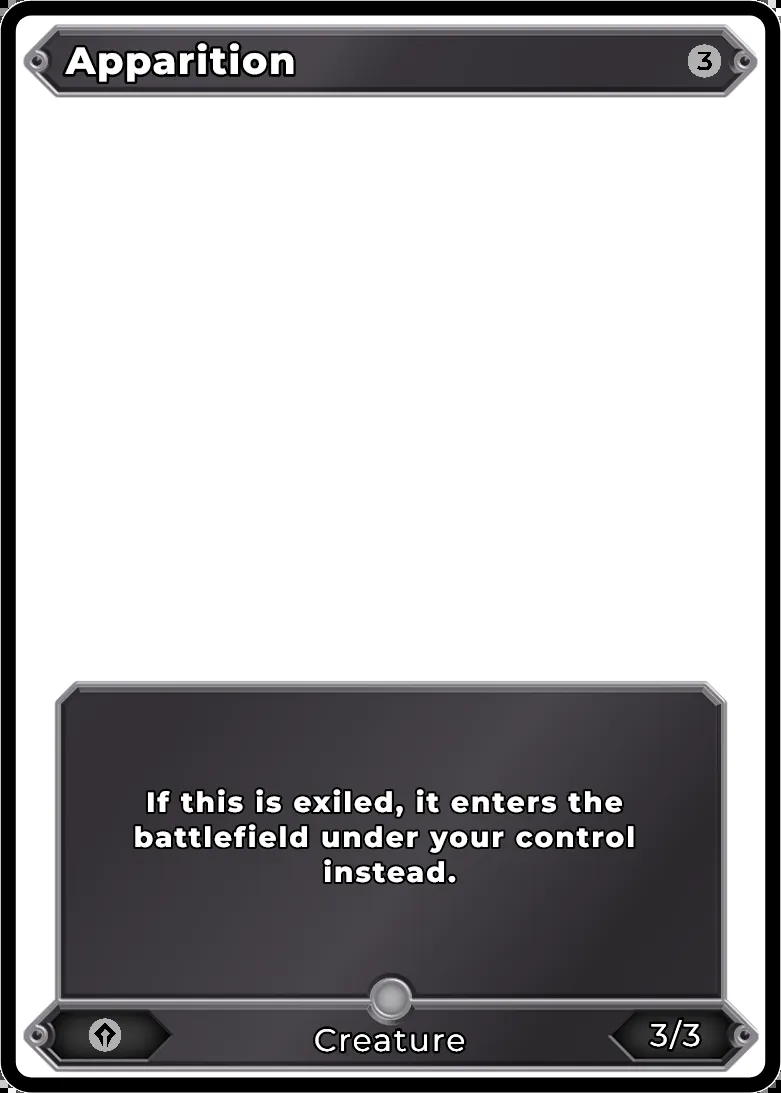 Apparition
3
If this is exiled, it enters the
battlefield under your control
instead.
Creature
3/3